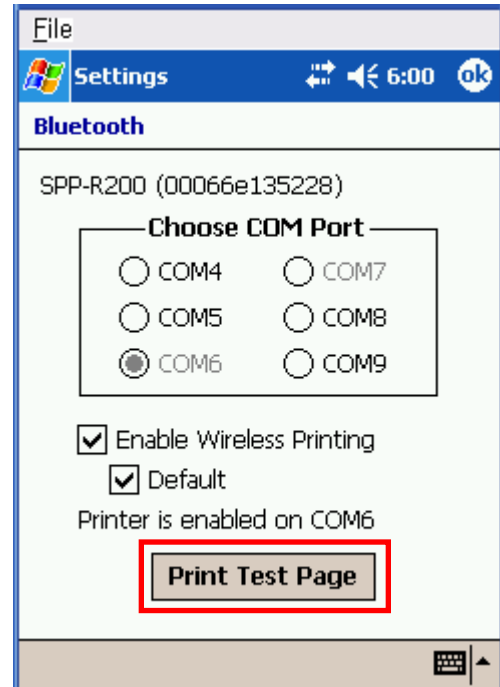 File
Settings 6:00 ok
Bluetooth
SPP-R200 (00066e135228)
Choose COM Port
COM4 COM7
COM5 COM8
COM6 COM9
Enable Wireless Printing
Default
Printer is enabled on COM6
Print Test Page